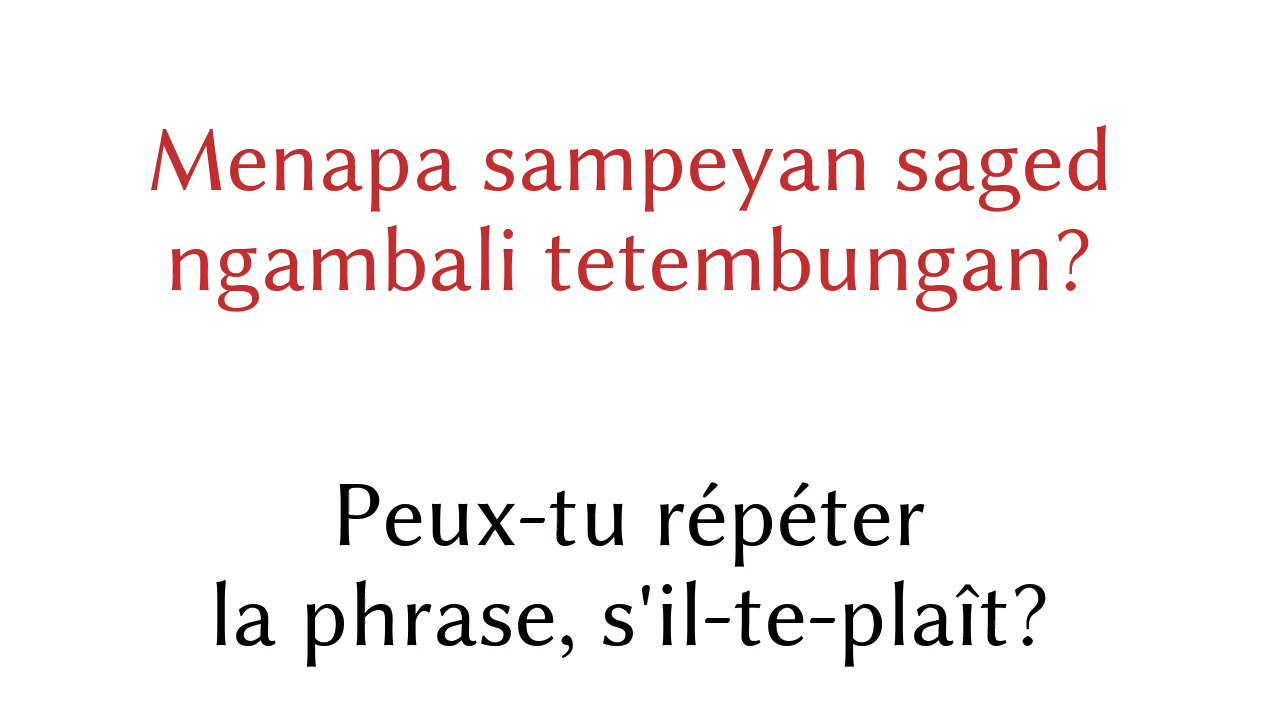 Menapa sampeyan saged
ngambali tetembungan?
Peux-tu répéter
la phrase, s'il-te-plaît?